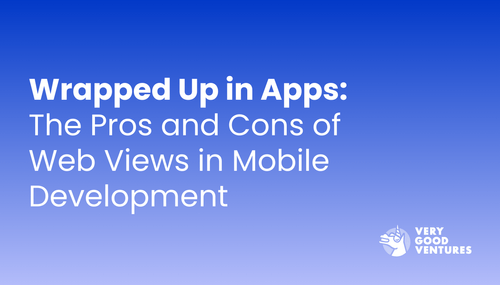 Wrapped Up in Apps:
The Pros and Cons of
Web Views in Mobile
Development
VERY
GOOD
VENTURES